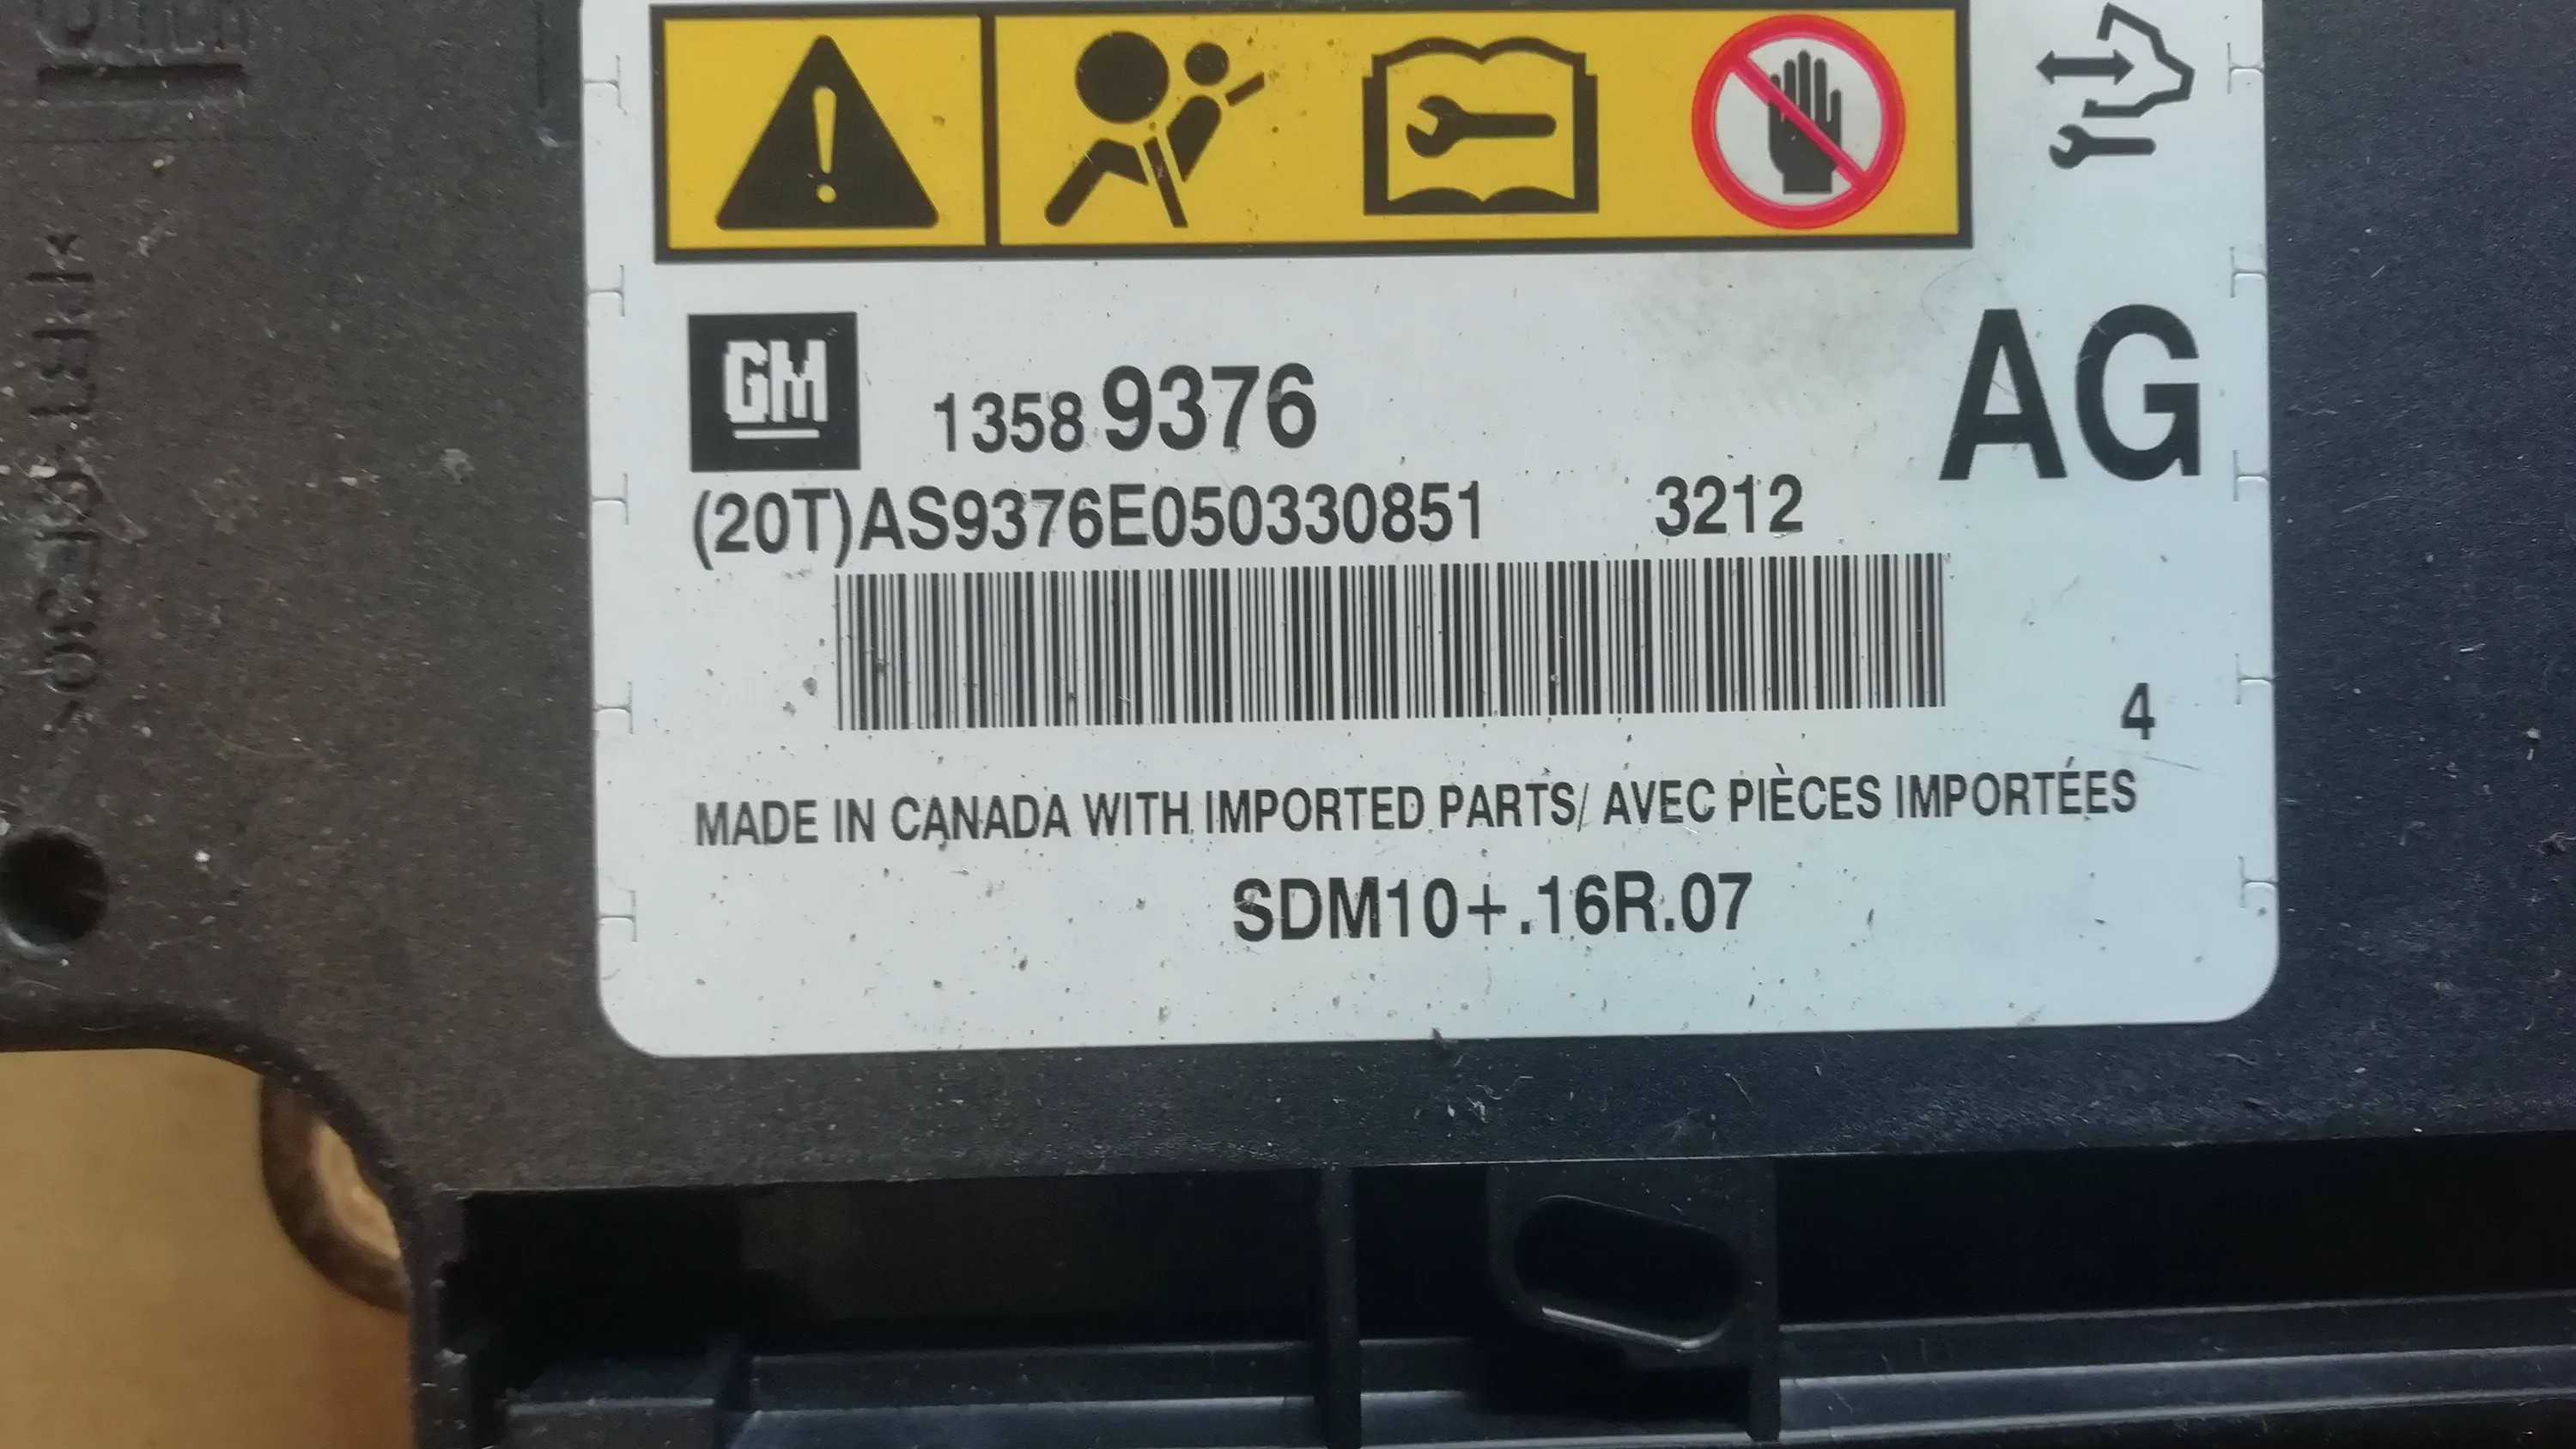 GM
1358 9376
AG
(20T)AS9376E050330851 3212
4
MADE IN CANADA WITH IMPORTED PARTS/ AVEC PIÈCES IMPORTÉES
SDM10+.16R.07